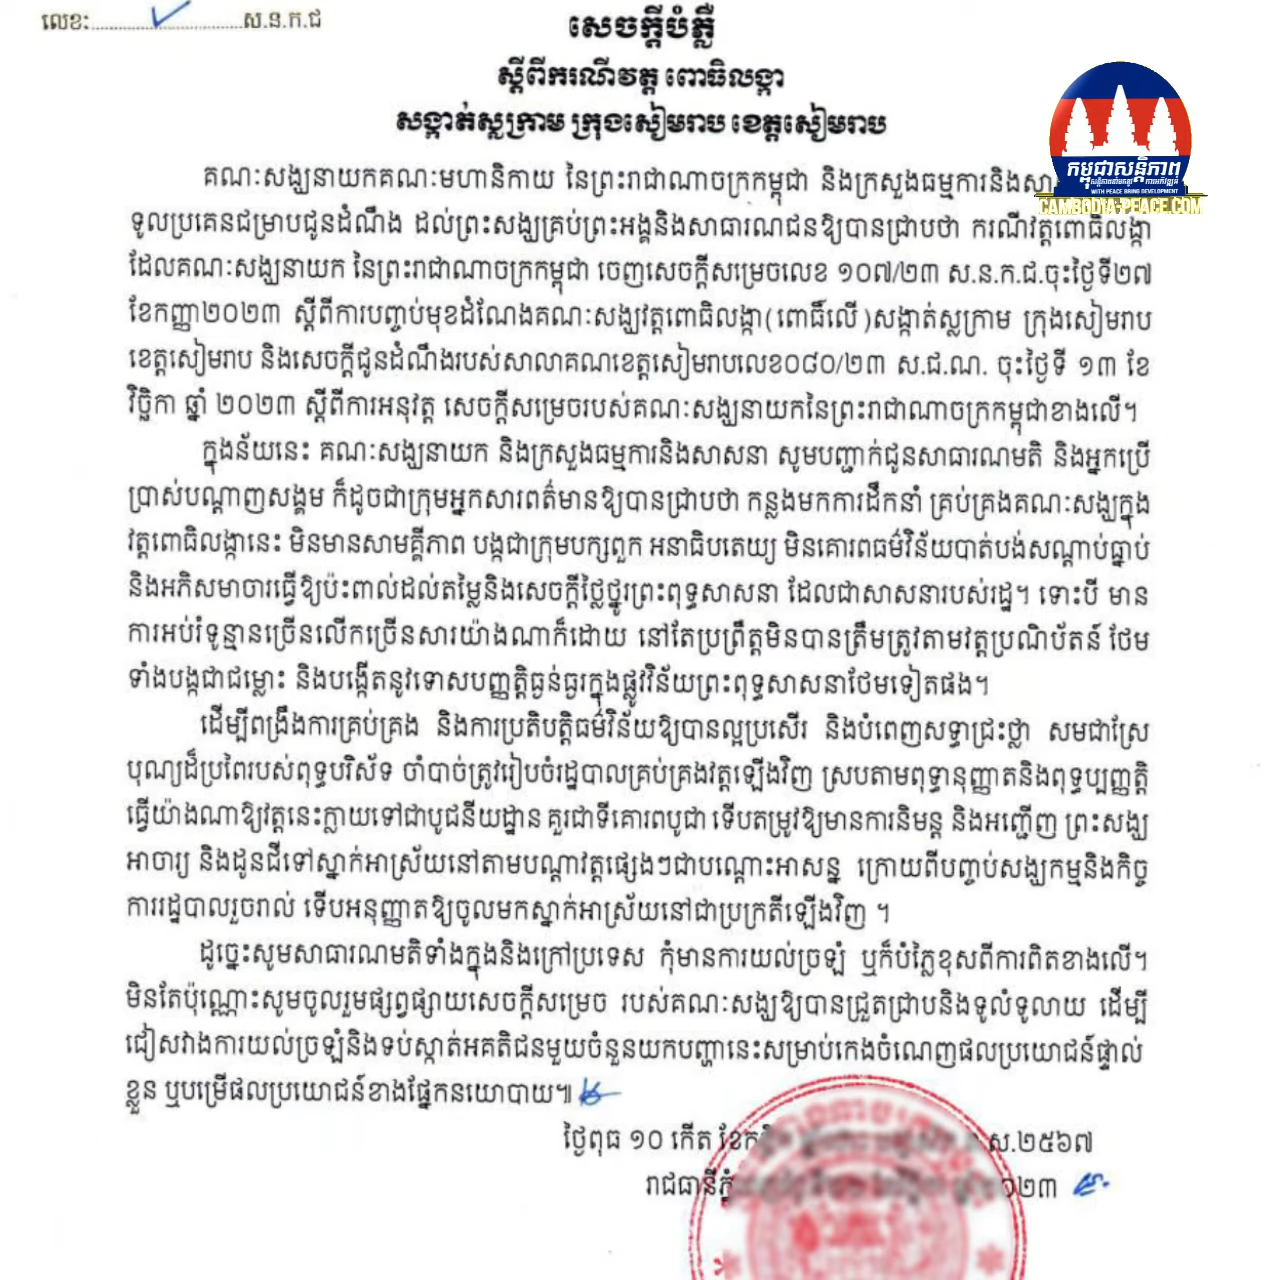 លេខ:........................ស.ន.ក.ជ
សេចក្តីបំភ្លឺ
ស្តីពីករណីវត្ត ពោធិលង្កា
សង្កាត់ស្លក្រាម ក្រុងសៀមរាប ខេត្តសៀមរាប
កម្ពុជាសន្តិភាព
WITH PEACE BRING DEVELOPMENT
CAMBODIA-PEACE.COM
គណៈសង្ឃនាយកគណៈមហានិកាយ នៃព្រះរាជាណាចក្រកម្ពុជា និងក្រសួងធម្មការនិង
ទូលប្រគេនជម្រាបជូនដំណឹង ដល់ព្រះសង្ឃគ្រប់ព្រះអង្គនិងសាធារណជនឱ្យបានជ្រាបថា ករណីវត្តពោធិលង្កា
ដែលគណៈសង្ឃនាយក នៃព្រះរាជាណាចក្រកម្ពុជា ចេញសេចក្តីសម្រេចលេខ ១០៧/២៣ ស.ន.ក.ជ.ចុះថ្ងៃទី២៧
ខែកញ្ញា២០២៣ ស្តីពីការបញ្ចប់មុខដំណែងគណៈសង្ឃវត្តពោធិលង្កា(ពោធិ៍លើ)សង្កាត់ស្លក្រាម ក្រុងសៀមរាប
ខេត្តសៀមរាប និងសេចក្តីជូនដំណឹងរបស់សាលាគណខេត្តសៀមរាបលេខ០៨០/២៣ ស.ជ.ណ. ចុះថ្ងៃទី ១៣ ខែ
វិច្ឆិកា ឆ្នាំ ២០២៣ ស្តីពីការអនុវត្ត សេចក្តីសម្រេចរបស់គណៈសង្ឃនាយកនៃព្រះរាជាណាចក្រកម្ពុជាខាងលើ។
ក្នុងន័យនេះ គណៈសង្ឃនាយក និងក្រសួងធម្មការនិងសាសនា សូមបញ្ជាក់ជូនសាធារណមតិ និងអ្នកប្រើ
ប្រាស់បណ្តាញសង្គម ក៏ដូចជាក្រុមអ្នកសារពត៌មានឱ្យបានជ្រាបថា កន្លងមកការដឹកនាំ គ្រប់គ្រងគណៈសង្ឃក្នុង
វត្តពោធិលង្កានេះ មិនមានសាមគ្គីភាព បង្កជាក្រុមបក្សពួក អនាធិបតេយ្យ មិនគោរពធម៌វិន័យបាត់បង់សណ្តាប់ធ្នាប់
និងអភិសមាចារធ្វើឱ្យប៉ះពាល់ដល់តម្លៃនិងសេចក្តីថ្លៃថ្នូរព្រះពុទ្ធសាសនា ដែលជាសាសនារបស់រដ្ឋ។ ទោះបី មាន
ការអប់រំទូន្មានច្រើនលើកច្រើនសារយ៉ាងណាក៏ដោយ នៅតែប្រព្រឹត្តមិនបានត្រឹមត្រូវតាមវត្តប្រណិប័តន៍ ថែម
ទាំងបង្កជាជម្លោះ និងបង្កើតនូវទោសបញ្ញត្តិធ្ងន់ធ្ងរក្នុងផ្លូវវិន័យព្រះពុទ្ធសាសនាថែមទៀតផង។
ដើម្បីពង្រឹងការគ្រប់គ្រង និងការប្រតិបត្តិធម៌វិន័យឱ្យបានល្អប្រសើរ និងបំពេញសទ្ធាជ្រះថ្លា សមជាស្រែ
បុណ្យដ៏ប្រពៃរបស់ពុទ្ធបរិស័ទ ចាំបាច់ត្រូវរៀបចំរដ្ឋបាលគ្រប់គ្រងវត្តឡើងវិញ ស្របតាមពុទ្ធានុញ្ញាតនិងពុទ្ធប្បញ្ញត្តិ
ធ្វើយ៉ាងណាឱ្យវត្តនេះក្លាយទៅជាបូជនីយដ្ឋាន គួរជាទីគោរពបូជា ទើបតម្រូវឱ្យមានការនិមន្ត និងអញ្ជើញ ព្រះសង្ឃ
អាចារ្យ និងដូនជីទៅស្នាក់អាស្រ័យនៅតាមបណ្តាវត្តផ្សេងៗជាបណ្តោះអាសន្ន ក្រោយពីបញ្ចប់សង្ឃកម្មនិងកិច្ច
ការរដ្ឋបាលរួចរាល់ ទើបអនុញ្ញាតឱ្យចូលមកស្នាក់អាស្រ័យនៅជាប្រក្រតីឡើងវិញ ។
ដូច្នេះសូមសាធារណមតិទាំងក្នុងនិងក្រៅប្រទេស កុំមានការយល់ច្រឡំ ឬក៏បំភ្លៃខុសពីការពិតខាងលើ។
មិនតែប៉ុណ្ណោះសូមចូលរួមផ្សព្វផ្សាយសេចក្តីសម្រេច របស់គណៈសង្ឃឱ្យបានជ្រួតជ្រាបនិងទូលំទូលាយ ដើម្បី
ជៀសវាងការយល់ច្រឡំនិងទប់ស្កាត់អគតិជនមួយចំនួនយកបញ្ហានេះសម្រាប់កេងចំណេញផលប្រយោជន៍ផ្ទាល់
ខ្លួន ឬបម្រើផលប្រយោជន៍ខាងផ្នែកនយោបាយ៕
ថ្ងៃពុធ ១០ កើត ខែ ស.២៥៦៧
រាជធានីភ្នំ ០២៣